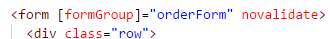 <form [formGroup]="orderForm" novalidate>
<div class="row">